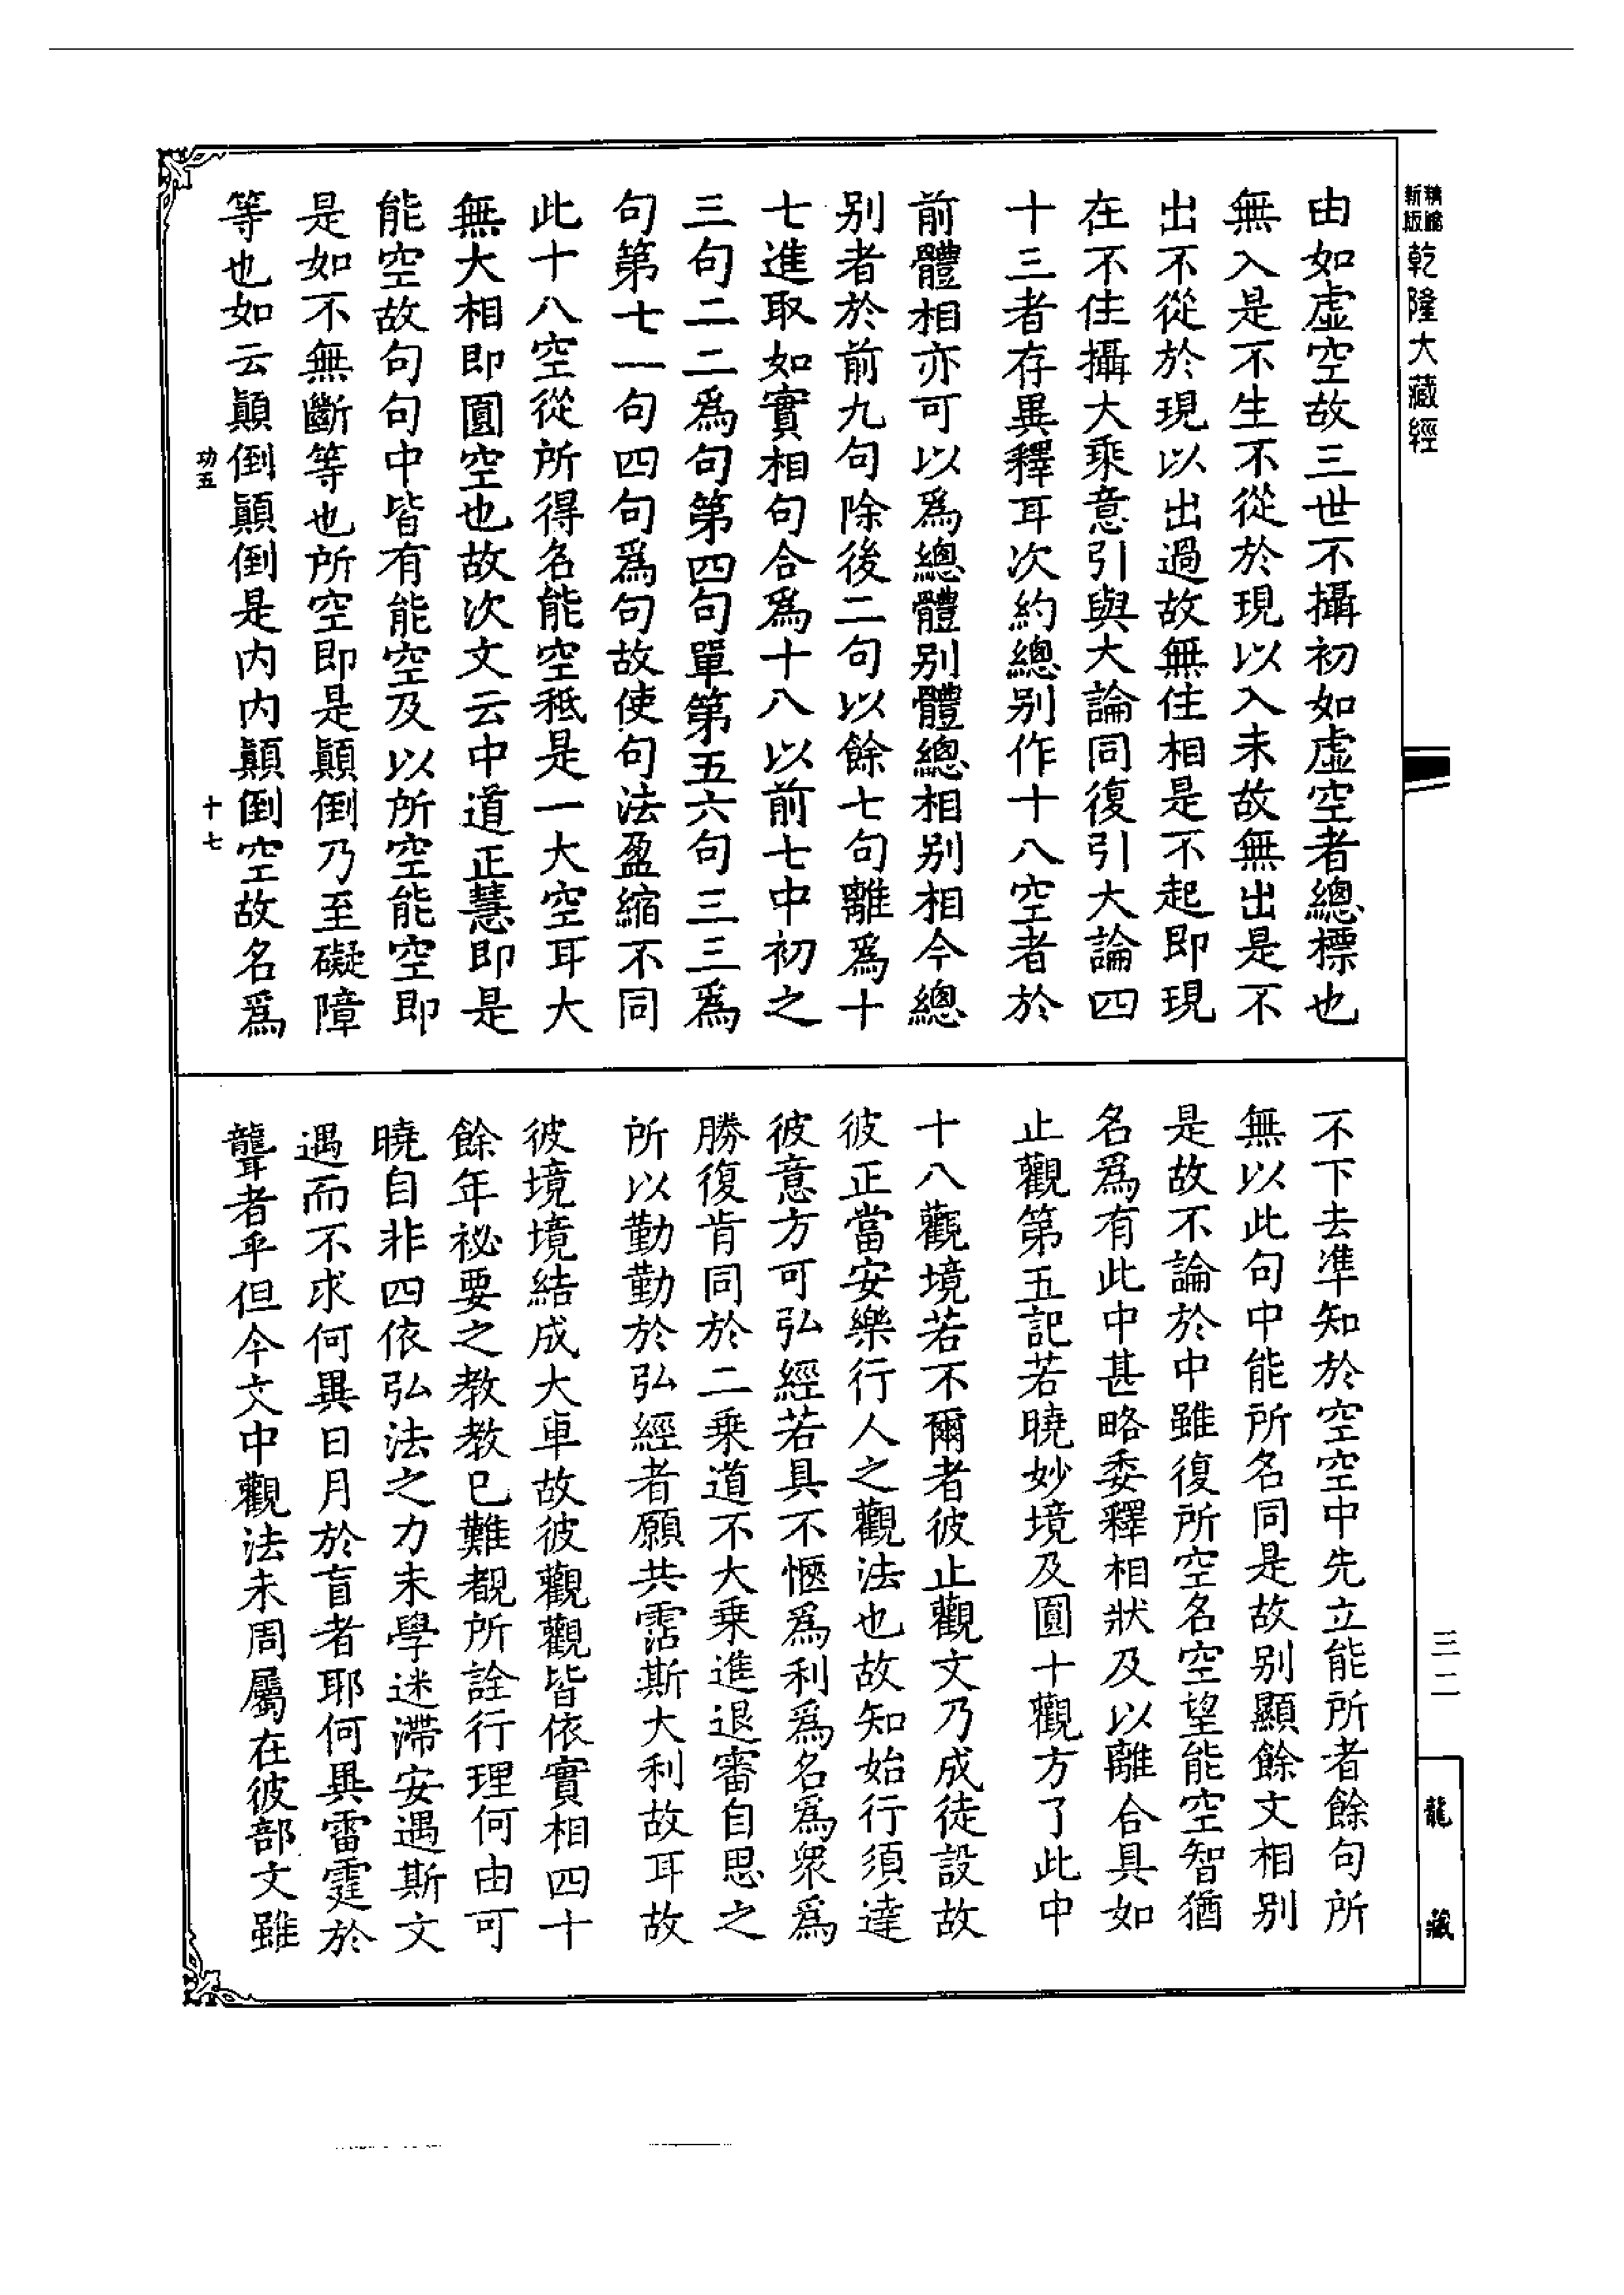 精雕新版乾隆大藏經
由如虛空故三世不攝初如虛空者總標也
無入是不生不從於現以入未故無出是不
出不從於現以出過故無住相是不起即現
在不住攝大乘意引與大論同復引大論四
十三者存異釋耳次約總別作十八空者於
前體相亦可以爲總體別體總相別相今總
別者於前九句除後二句以餘七句離爲十
七進取如實相句合爲十八以前七中初之
三句二二爲句第四句單第五六句三三爲
句第七一句四句爲句故使句法盈縮不同
此十八空從所得名能空秖是一大空耳大
無大相即圓空也故次文云中道正慧即是
能空故句句中皆有能空及以所空能空即
是如不無斷等也所空即是顛倒乃至礙障
等也如云顛倒顛倒是內內顛倒空故名爲
功五
十七
不下去準知於空空中先立能所者餘句所
無以此句中能所名同是故別顯餘文相別
是故不論於中雖復所空名空望能空智猶
名爲有此中甚略委釋相狀及以離合具如
止觀第五記若曉妙境及圓十觀方了此中
十八觀境若不爾者彼止觀文乃成徒設故
彼正當安樂行人之觀法也故知始行須達
彼意方可弘經若具不愜爲利爲名爲衆爲
勝復肯同於二乘道不大乘進退審自思之
所以勤勤於弘經者願共霑斯大利故耳故
彼境境結成大車故彼觀觀皆依實相四十
餘年祕要之教教已難覩所詮行理何由可
曉自非四依弘法之力未學迷滯安遇斯文
遇而不求何異日月於盲者耶何異雷霆於
聾者乎但今文中觀法未周屬在彼部文雖
三二
龍藏